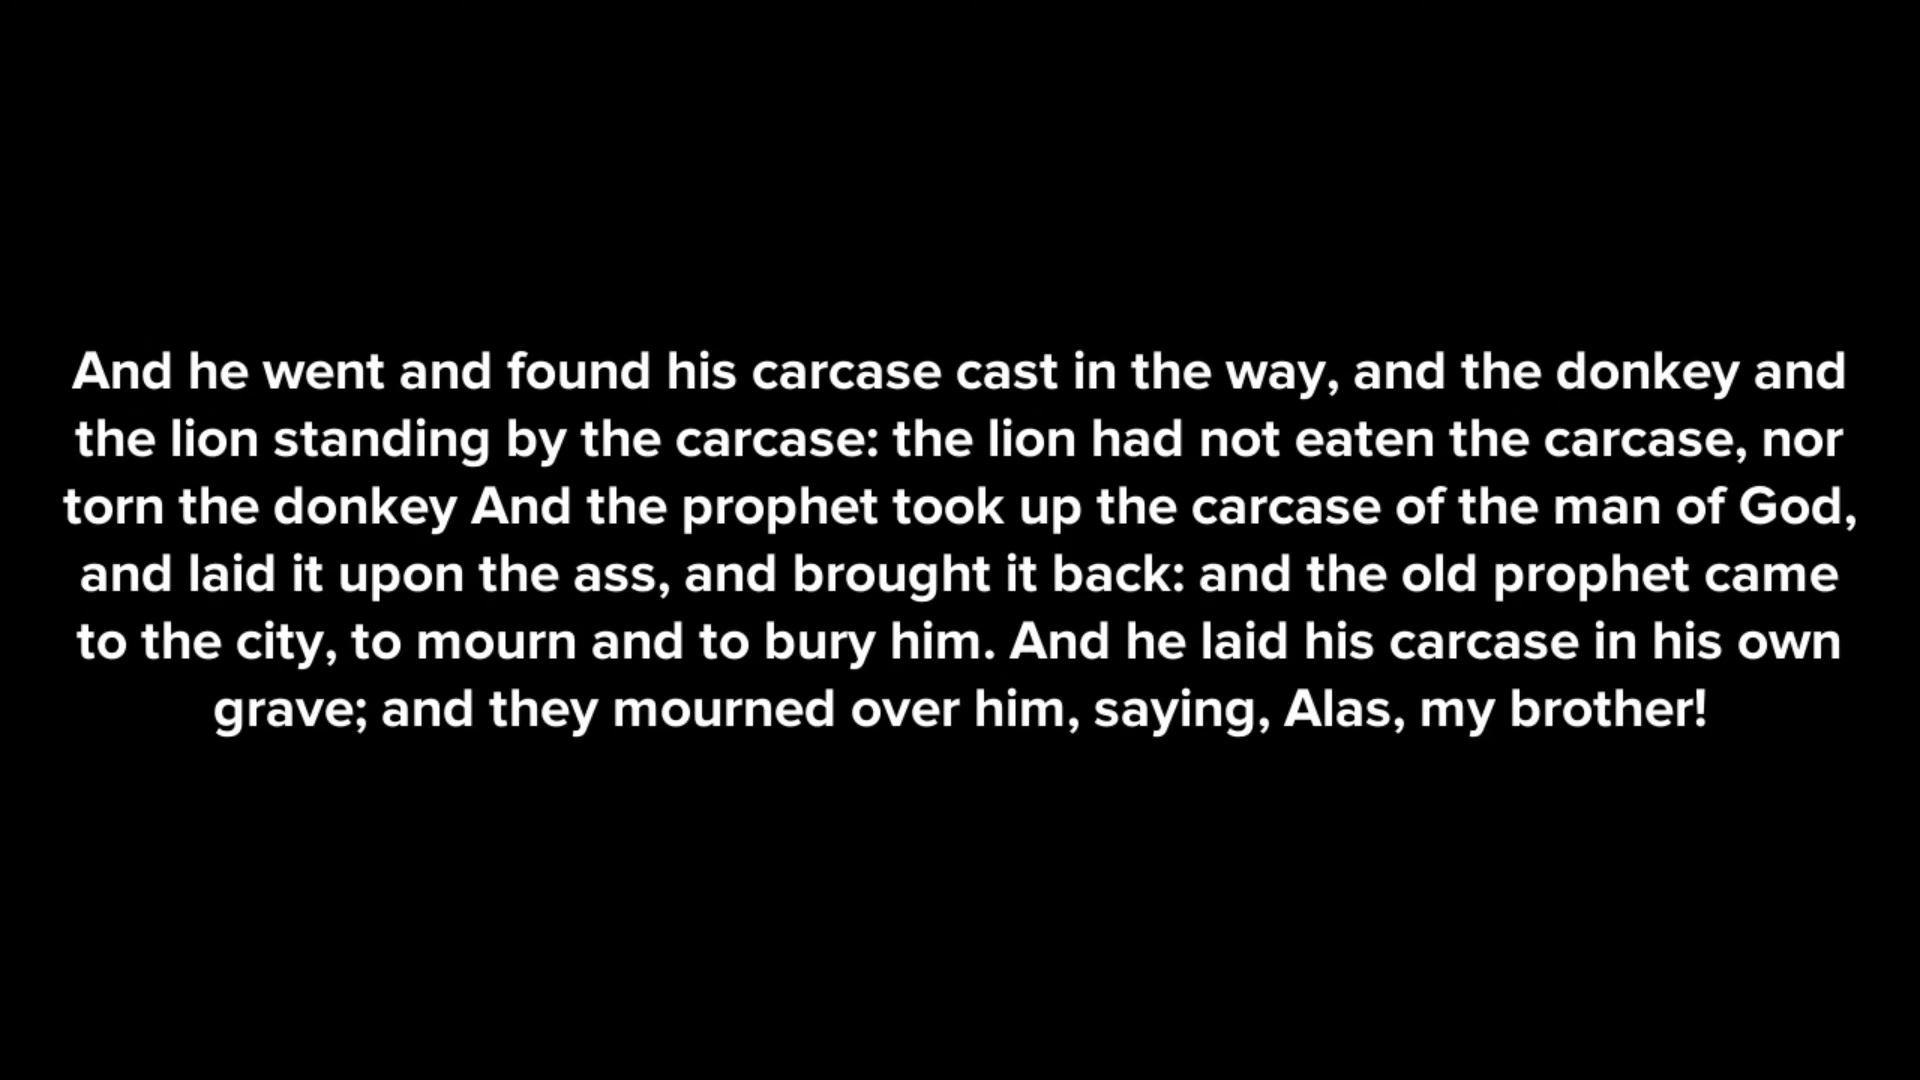 And he went and found his carcase cast in the way, and the donkey and
the lion standing by the carcase: the lion had not eaten the carcase, nor
torn the donkey And the prophet took up the carcase of the man of God,
and laid it upon the ass, and brought it back: and the old prophet came
to the city, to mourn and to bury him. And he laid his carcase in his own
grave; and they mourned over him, saying, Alas, my brother!